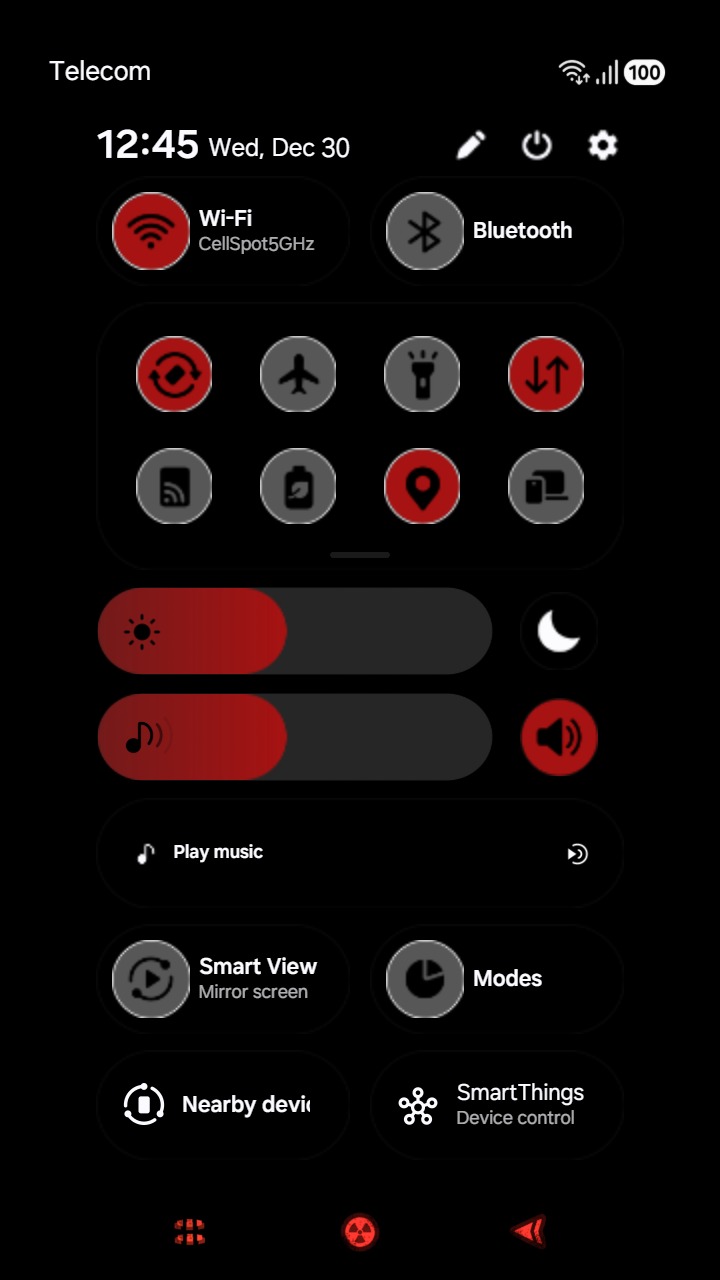 Telecom
100
12:45 Wed, Dec 30
Wi-Fi
CellSpot5GHz
Bluetooth
Play music
Smart View
Mirror screen
Modes
Nearby devi
SmartThings
Device control